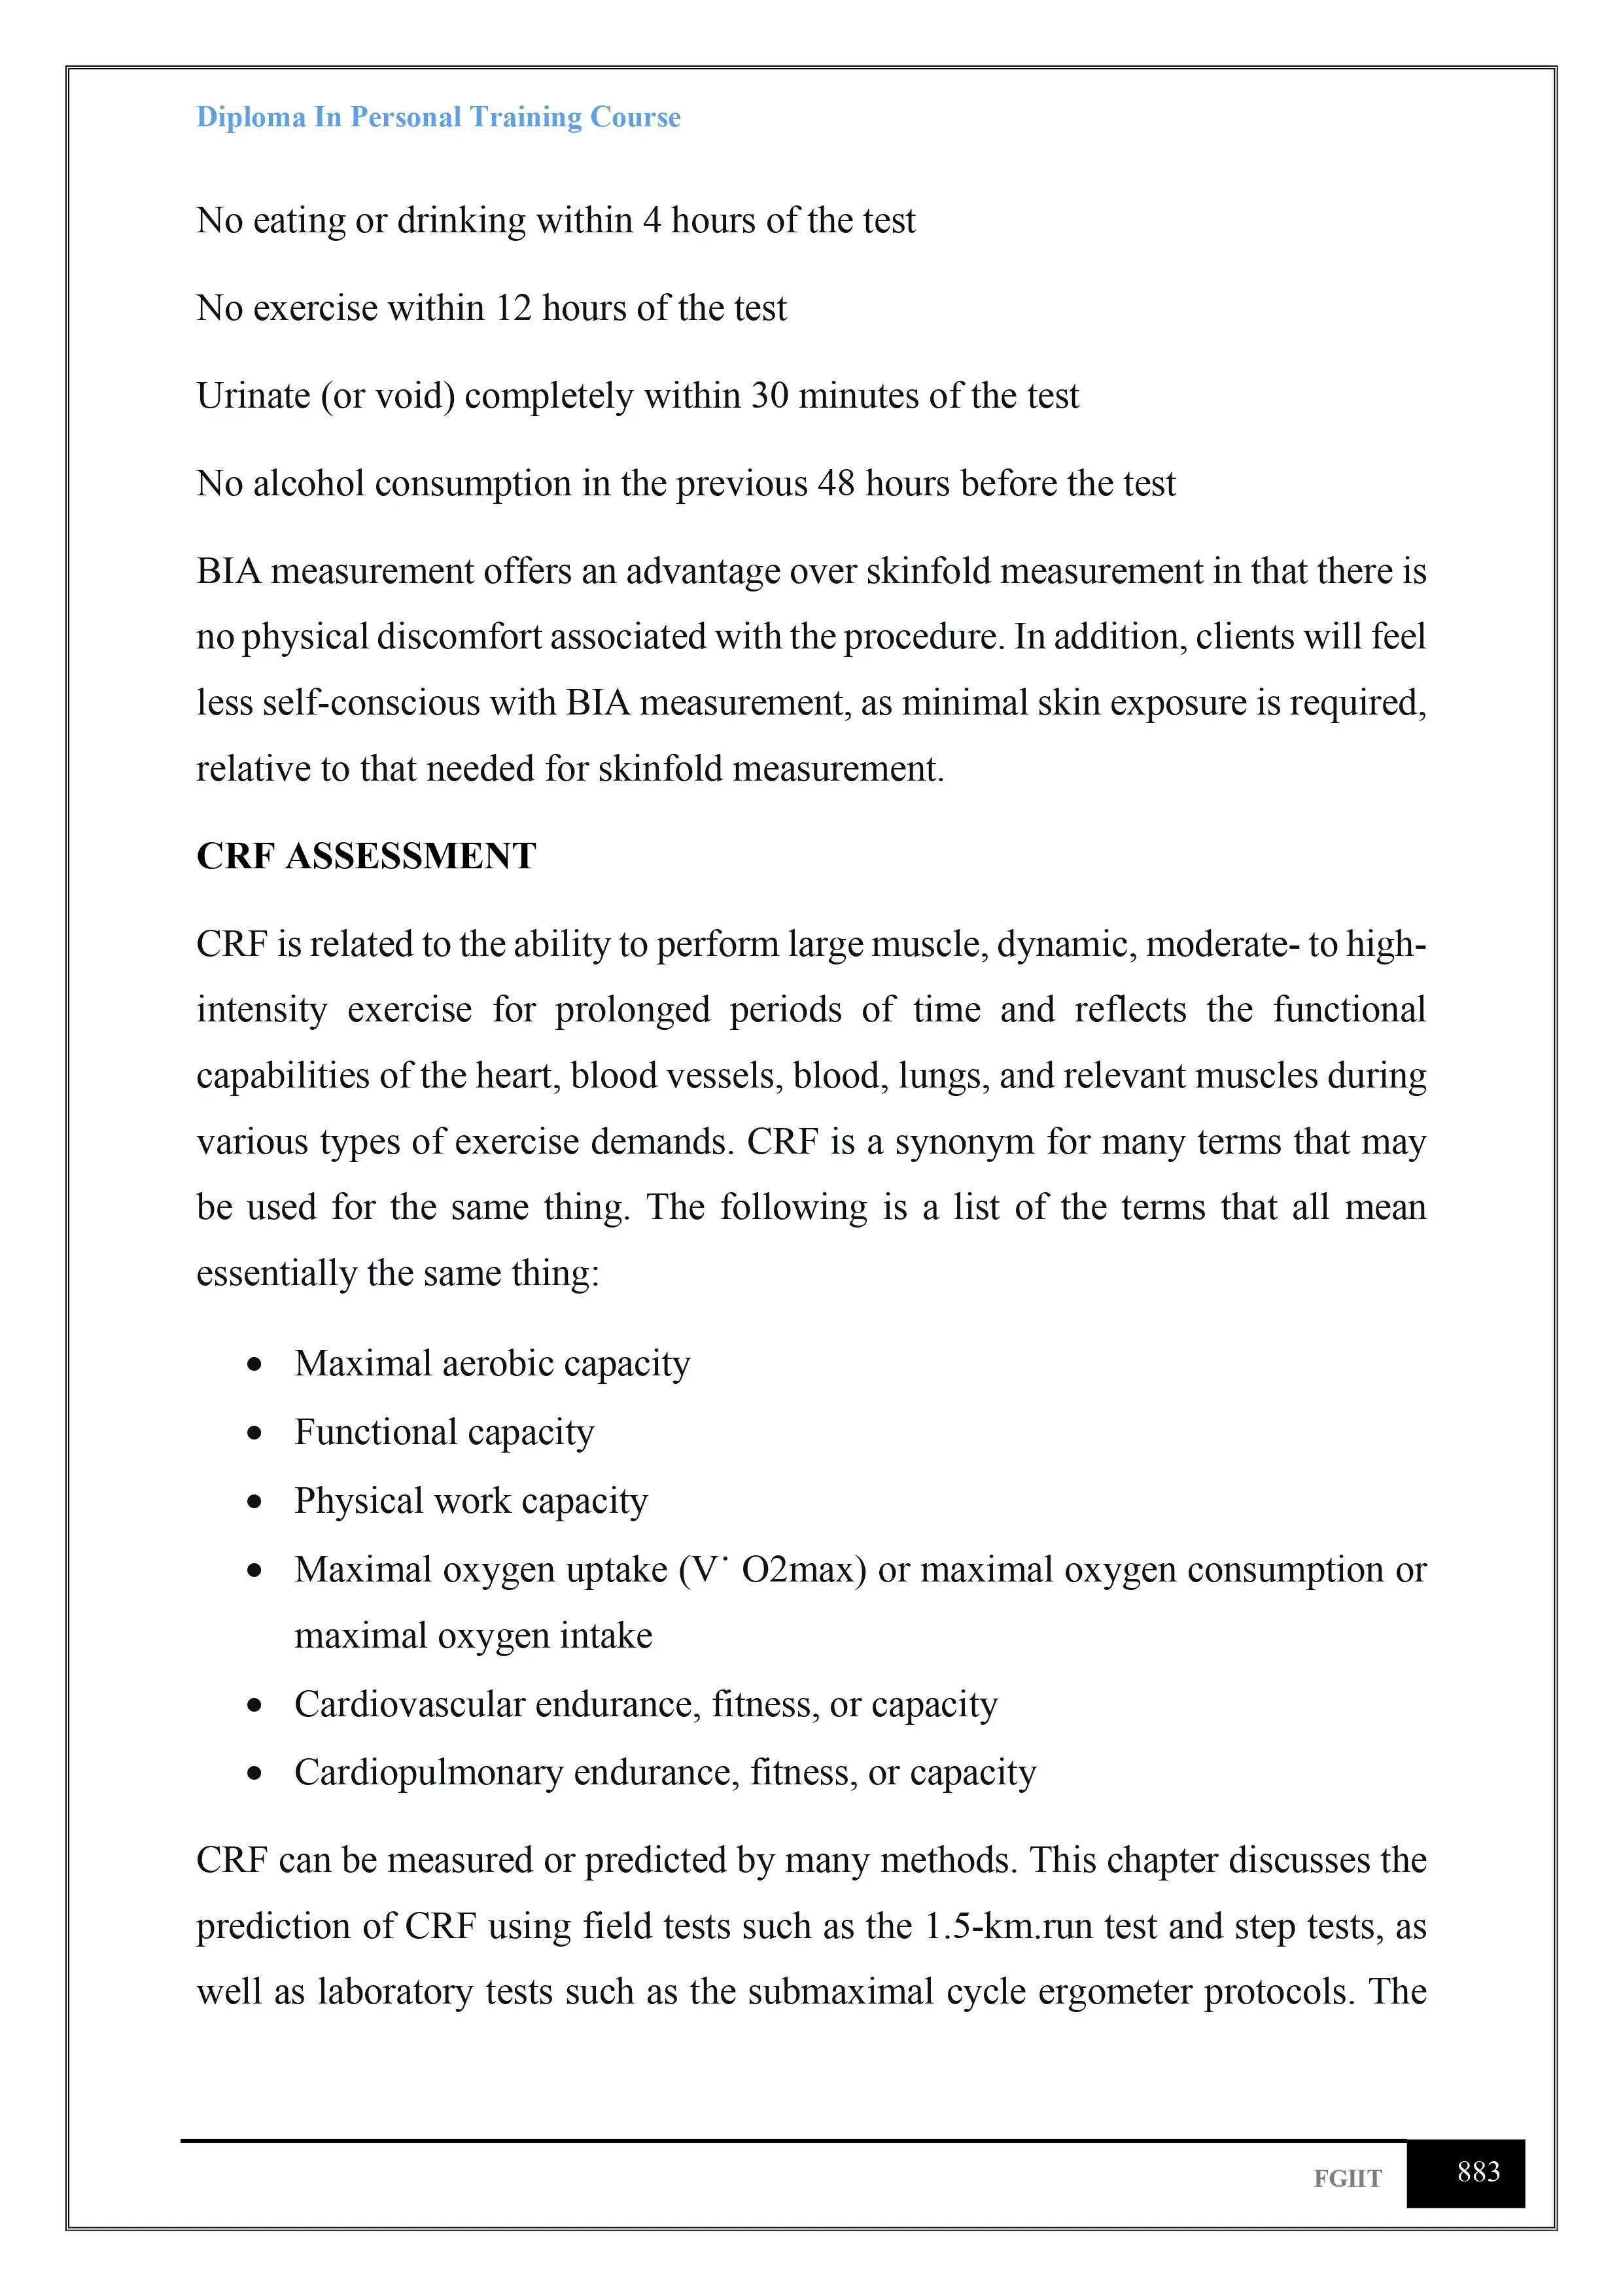 Diploma In Personal Training Course
No eating or drinking within 4 hours of the test
No exercise within 12 hours of the test
Urinate (or void) completely within 30 minutes of the test
No alcohol consumption in the previous 48 hours before the test
BIA measurement offers an advantage over skinfold measurement in that there is
no physical discomfort associated with the procedure. In addition, clients will feel
less self-conscious with BIA measurement, as minimal skin exposure is required,
relative to that needed for skinfold measurement.
CRF ASSESSMENT
CRF is related to the ability to perform large muscle, dynamic, moderate- to high-
intensity exercise for prolonged periods of time and reflects the functional
capabilities of the heart, blood vessels, blood, lungs, and relevant muscles during
various types of exercise demands. CRF is a synonym for many terms that may
be used for the same thing. The following is a list of the terms that all mean
essentially the same thing:
• Maximal aerobic capacity
• Functional capacity
• Physical work capacity
• Maximal oxygen uptake (V˙ O2max) or maximal oxygen consumption or
maximal oxygen intake
• Cardiovascular endurance, fitness, or capacity
• Cardiopulmonary endurance, fitness, or capacity
CRF can be measured or predicted by many methods. This chapter discusses the
prediction of CRF using field tests such as the 1.5-km.run test and step tests, as
well as laboratory tests such as the submaximal cycle ergometer protocols. The
FGIIT 883